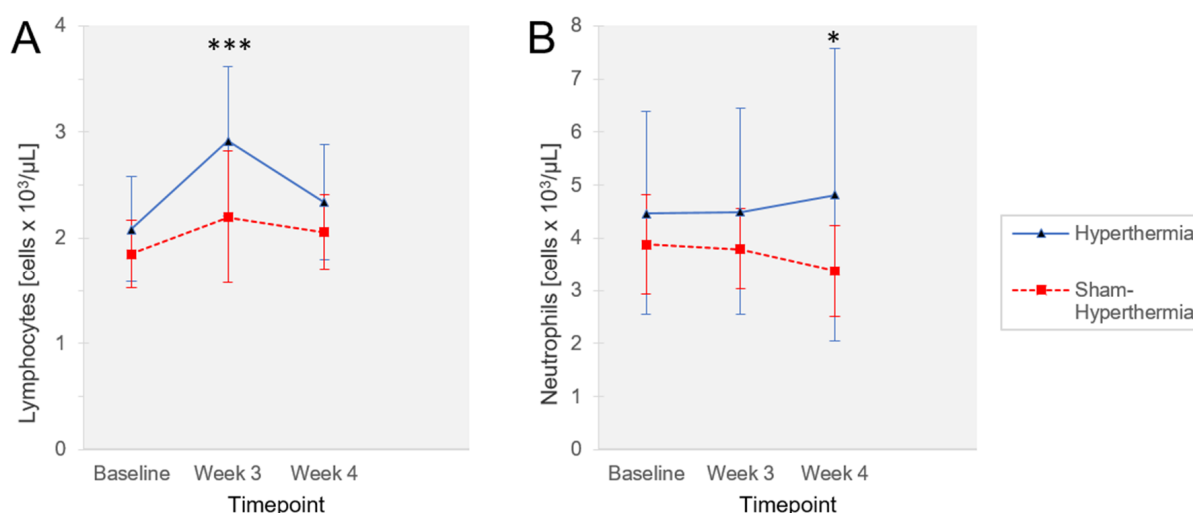 A
Lymphocytes [cells x 10³/µL]
4
3
2
1
0
***
Baseline Week 3 Week 4
Timepoint
B
Neutrophils [cells x 10³/µL]
8
7
6
5
4
3
2
1
0
*
Baseline Week 3 Week 4
Timepoint
Hyperthermia
Sham-
Hyperthermia